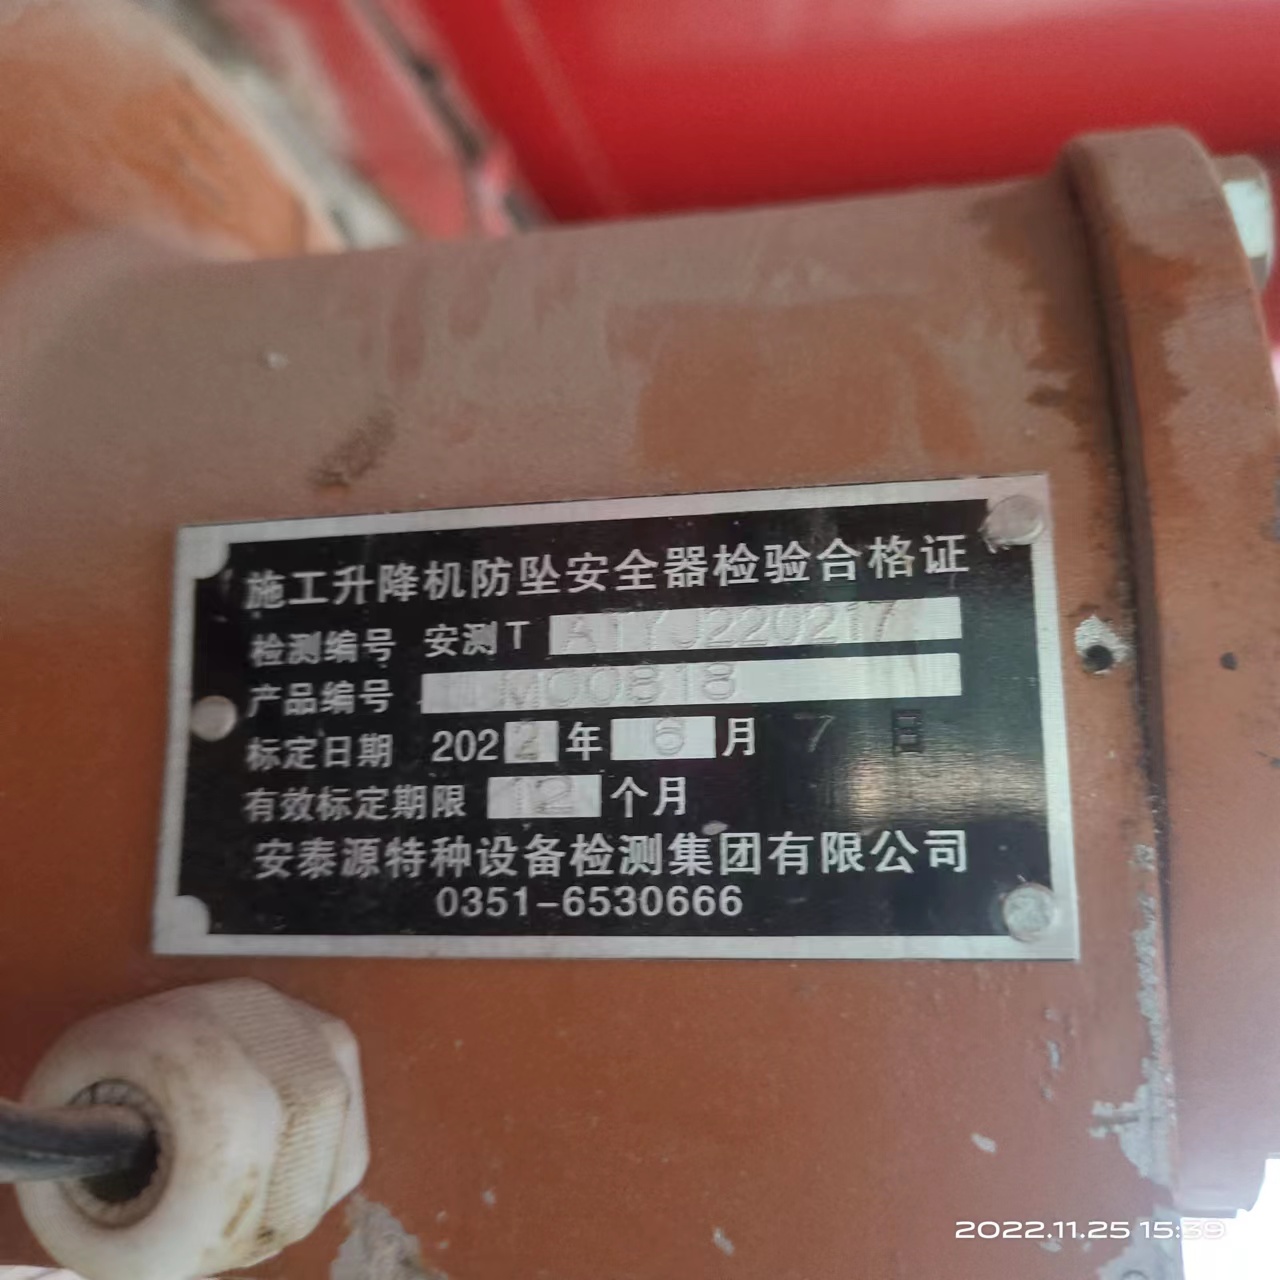 施工升降机防坠安全器检验合格证
检测编号 安测T ATYJ220217
产品编号 M00818
标定日期 2022年6月7日
有效标定期限 12个月
安泰源特种设备检测集团有限公司
0351-6530666
2022.11.25 15:39